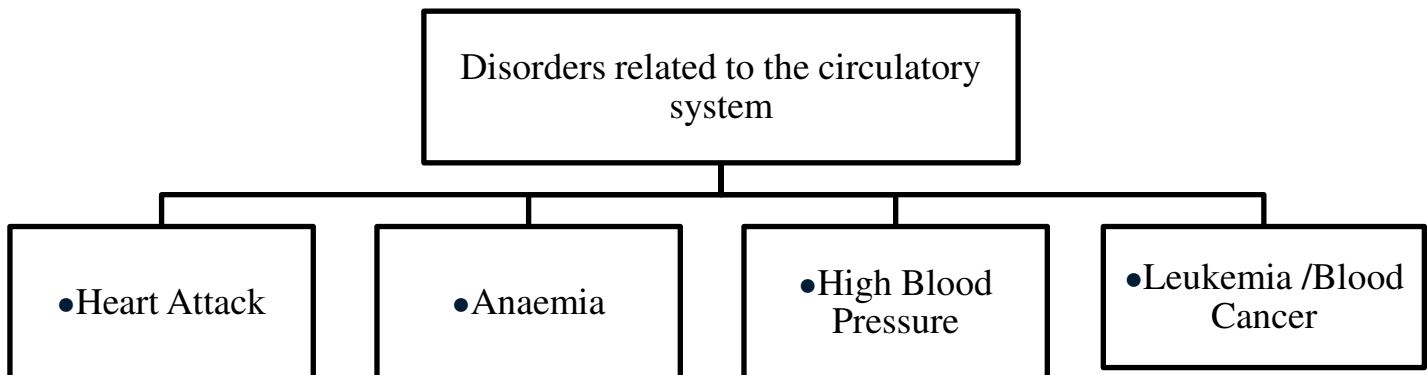 Disorders related to the circulatory
system
•Heart Attack
•Anaemia
•High Blood
Pressure
•Leukemia /Blood
Cancer